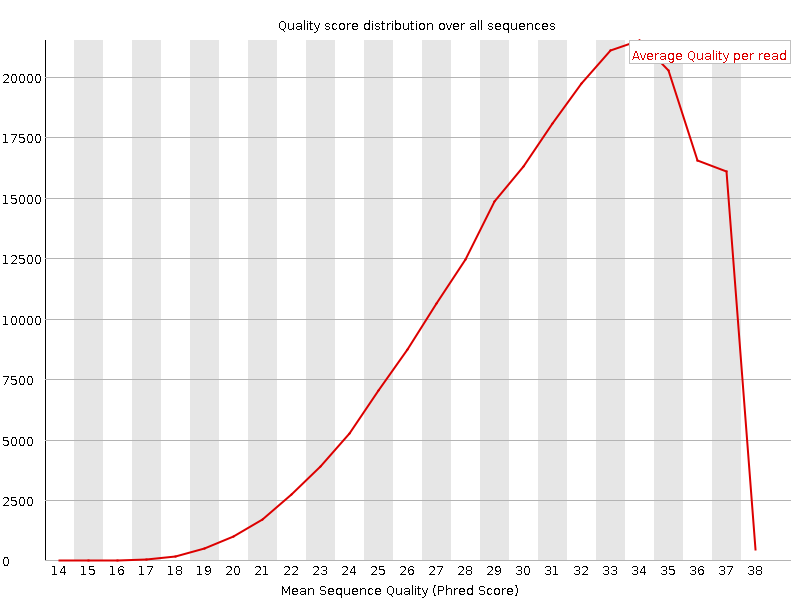 Quality score distribution over all sequences
Average Quality per read
20000
17500
15000
12500
10000
7500
5000
2500
0
14 15 16 17 18 19 20 21 22 23 24 25 26 27 28 29 30 31 32 33 34 35 36 37 38
Mean Sequence Quality (Phred Score)